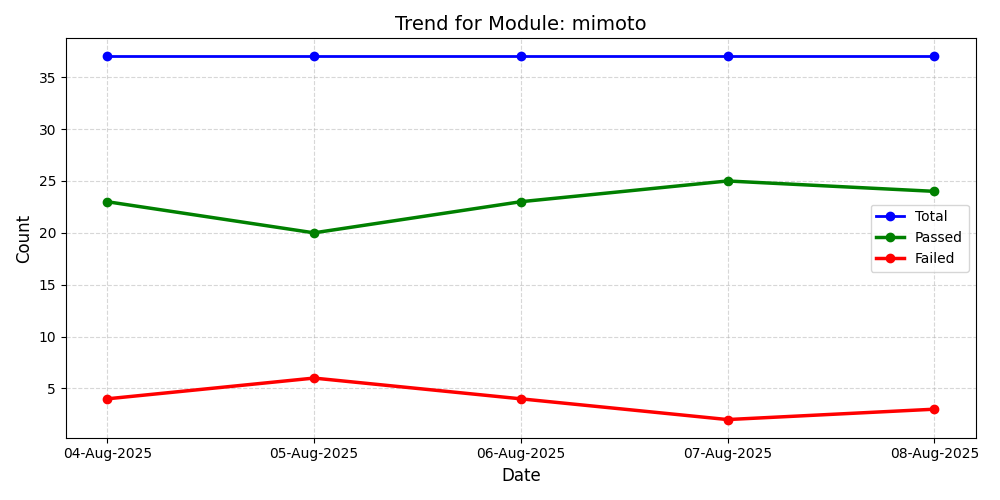 Trend for Module: mimoto
Count
35
30
25
20
15
10
5
Total
Passed
Failed
04-Aug-2025 05-Aug-2025 06-Aug-2025 07-Aug-2025 08-Aug-2025
Date